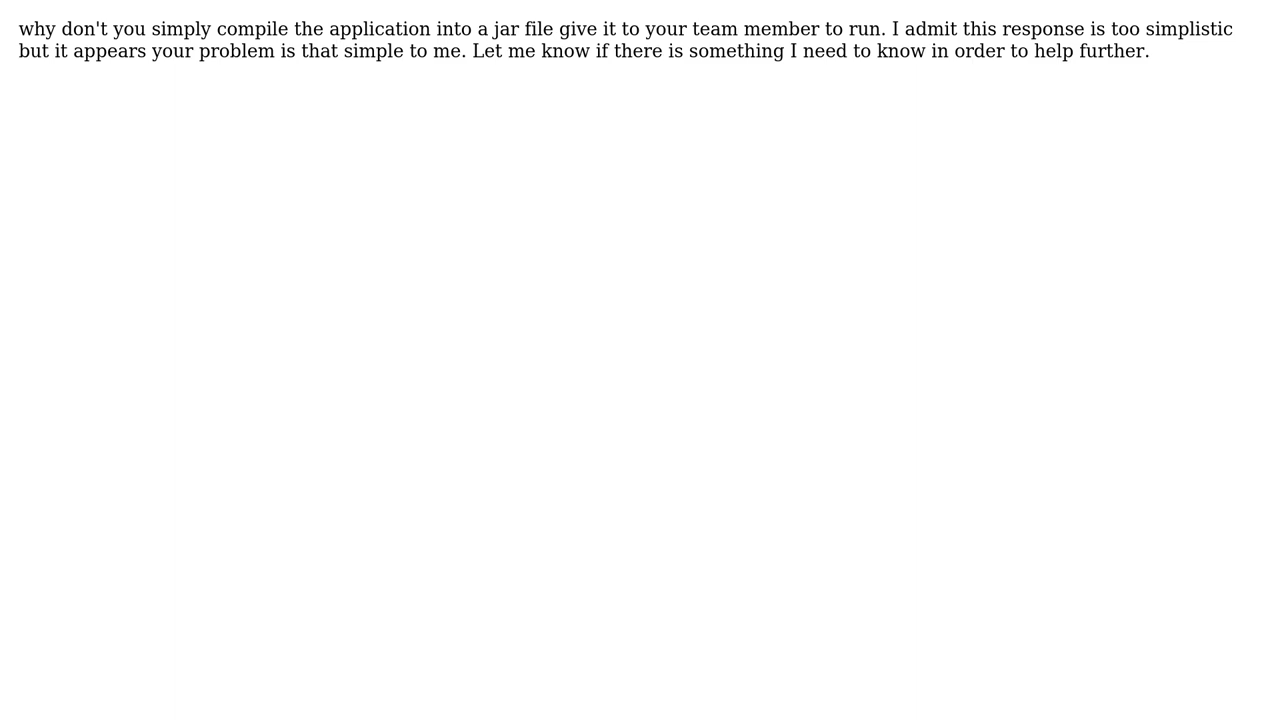 why don't you simply compile the application into a jar file give it to your team member to run. I admit this response is too simplistic
but it appears your problem is that simple to me. Let me know if there is something I need to know in order to help further.